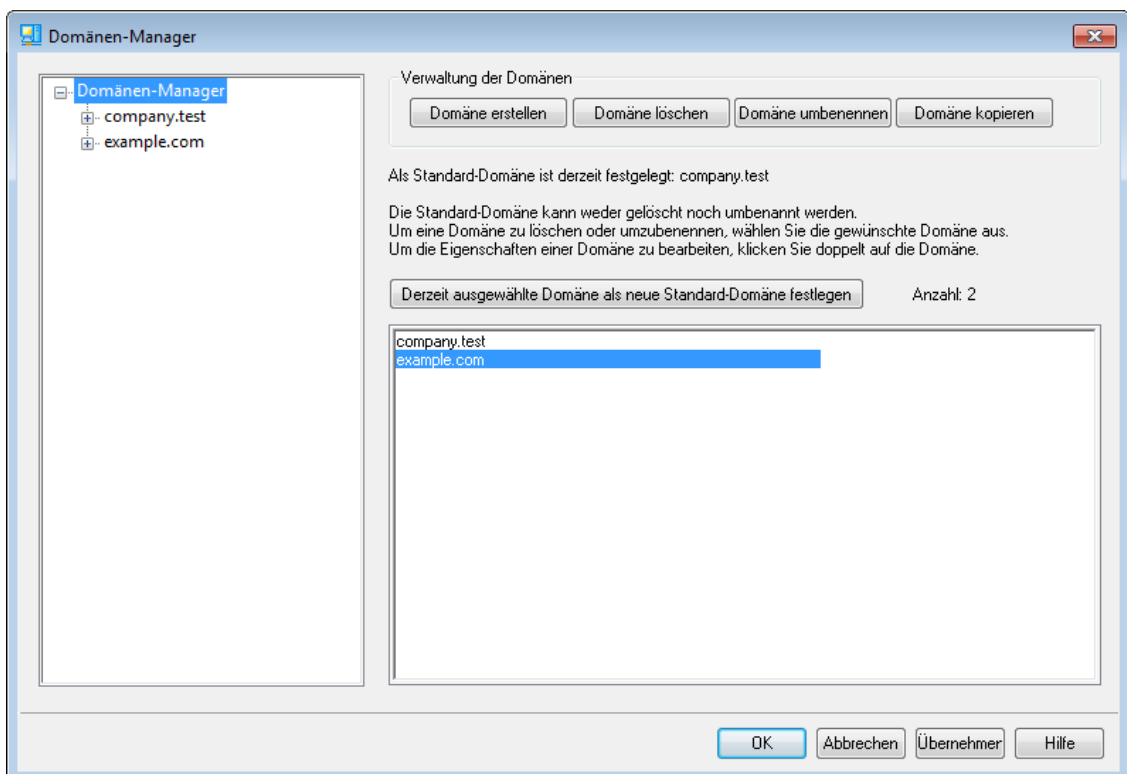 Domänen-Manager
Domänen-Manager
company.test
example.com
Verwaltung der Domänen
Domäne erstellen
Domäne löschen
Domäne umbenennen
Domäne kopieren
Als Standard-Domäne ist derzeit festgelegt: company.test
Die Standard-Domäne kann weder gelöscht noch umbenannt werden.
Um eine Domäne zu löschen oder umzubenennen, wählen Sie die gewünschte Domäne aus.
Um die Eigenschaften einer Domäne zu bearbeiten, klicken Sie doppelt auf die Domäne.
Derzeit ausgewählte Domäne als neue Standard-Domäne festlegen
Anzahl: 2
company.test
example.com
OK
Abbrechen
Übernehmer
Hilfe